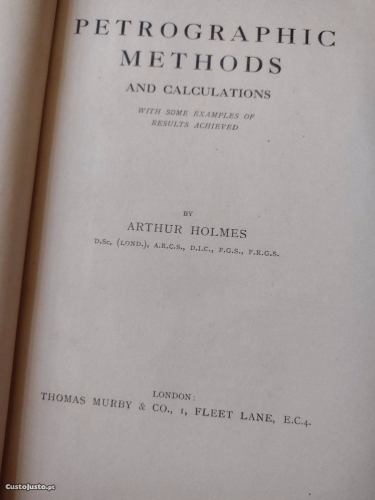 PETROGRAPHIC
METHODS
AND CALCULATIONS
WITH SOME EXAMPLES OF
RESULTS ACHIEVED
BY
ARTHUR HOLMES
D.Sc. (LOND.), A.R.C.S., D.I.C., F.G.S., F.R.G.S.
LONDON:
THOMAS MURBY & CO., 1, FLEET LANE, E.C.4.
CustoJusto.pt